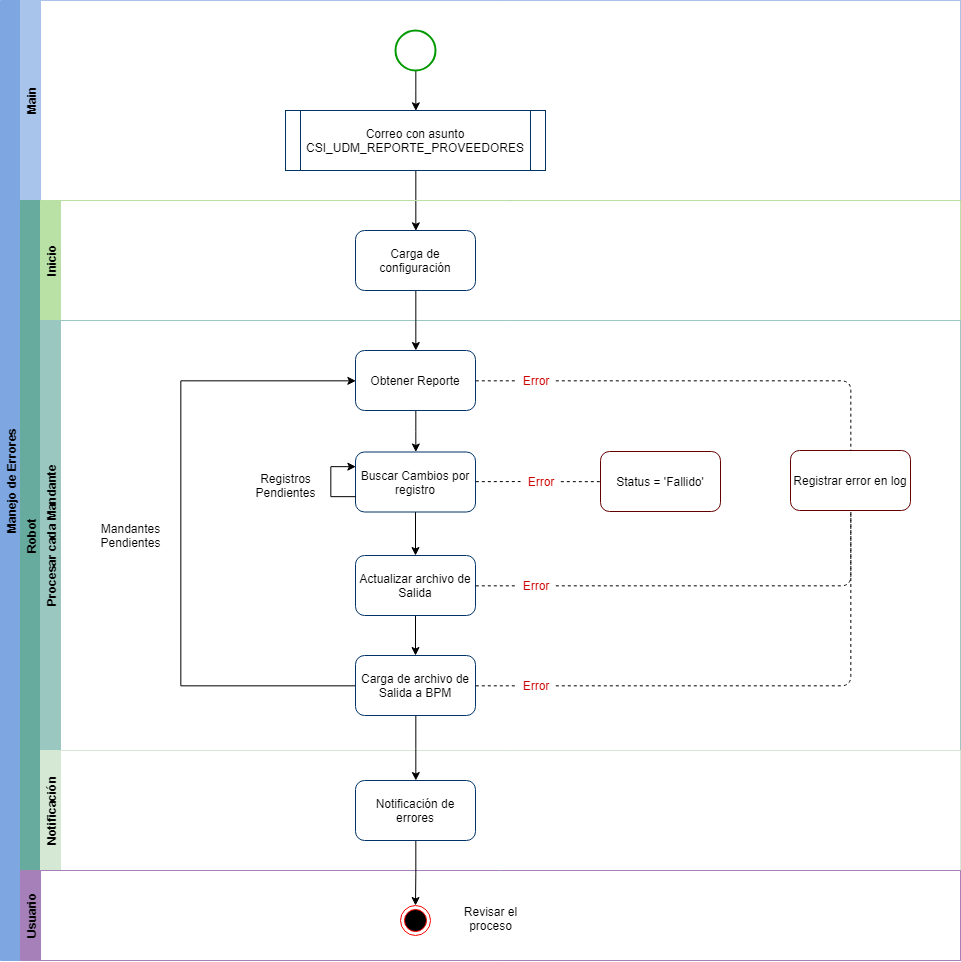 Manejo de Errores
Main
Correo con asunto
CSI_UDM_REPORTE_PROVEEDORES
Robot
Inicio
Carga de
configuración
Procesar cada Mandante
Obtener Reporte
Error
Registros
Pendientes
Buscar Cambios por
registro
Error
Status = 'Fallido'
Registrar error en log
Mandantes
Pendientes
Actualizar archivo de
Salida
Error
Carga de archivo de
Salida a BPM
Error
Notificación
Notificación de
errores
Usuario
Revisar el
proceso